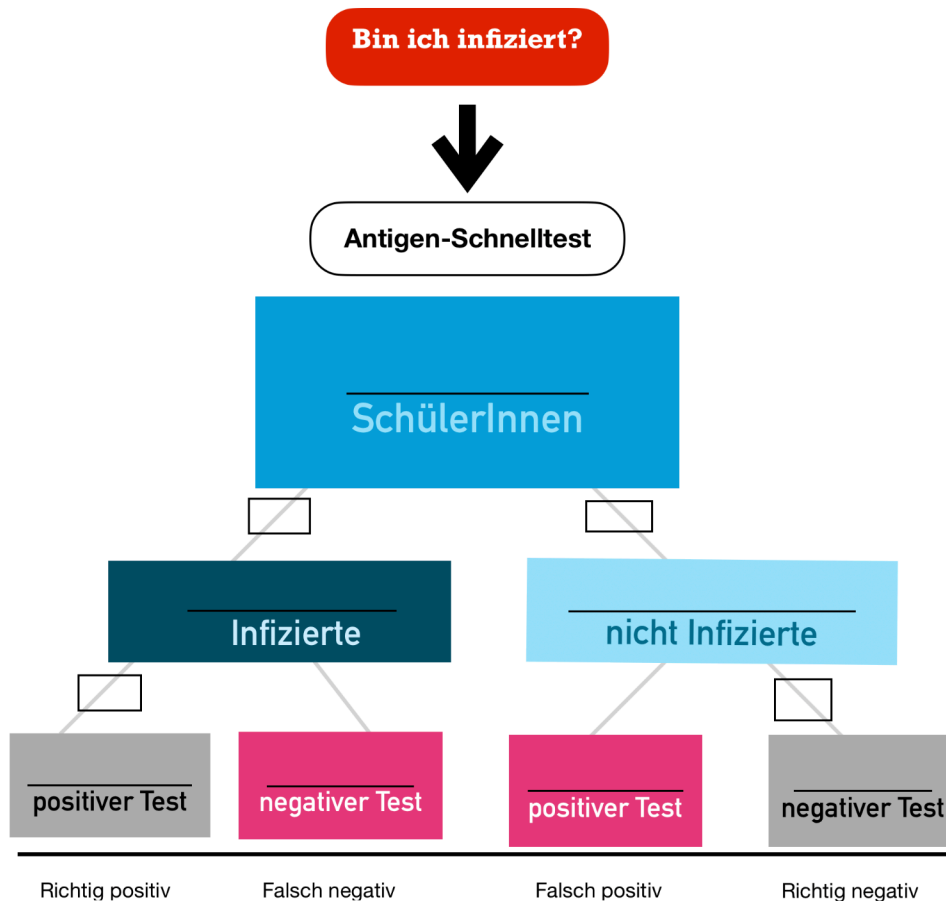 Bin ich infiziert?
Antigen-Schnelltest
SchülerInnen
Infizierte
nicht Infizierte
positiver Test
negativer Test
positiver Test
negativer Test
Richtig positiv
Falsch negativ
Falsch positiv
Richtig negativ